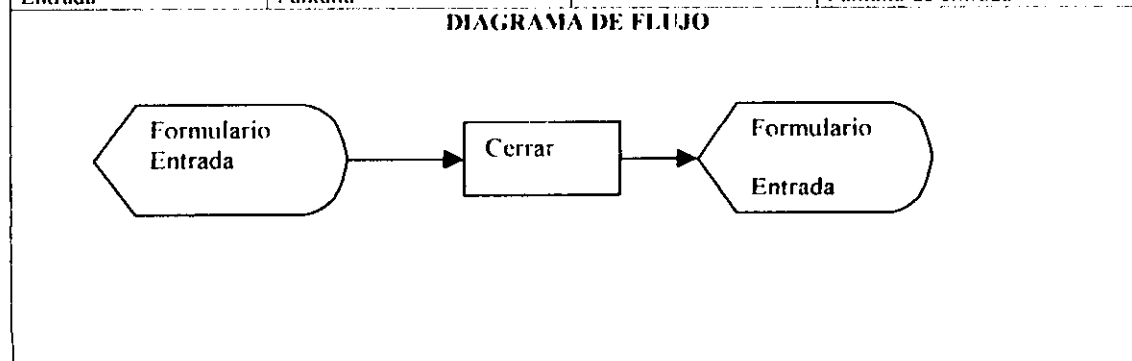 DIAGRAMA DE FLUJO
Formulario
Entrada
Cerrar
Formulario
Entrada